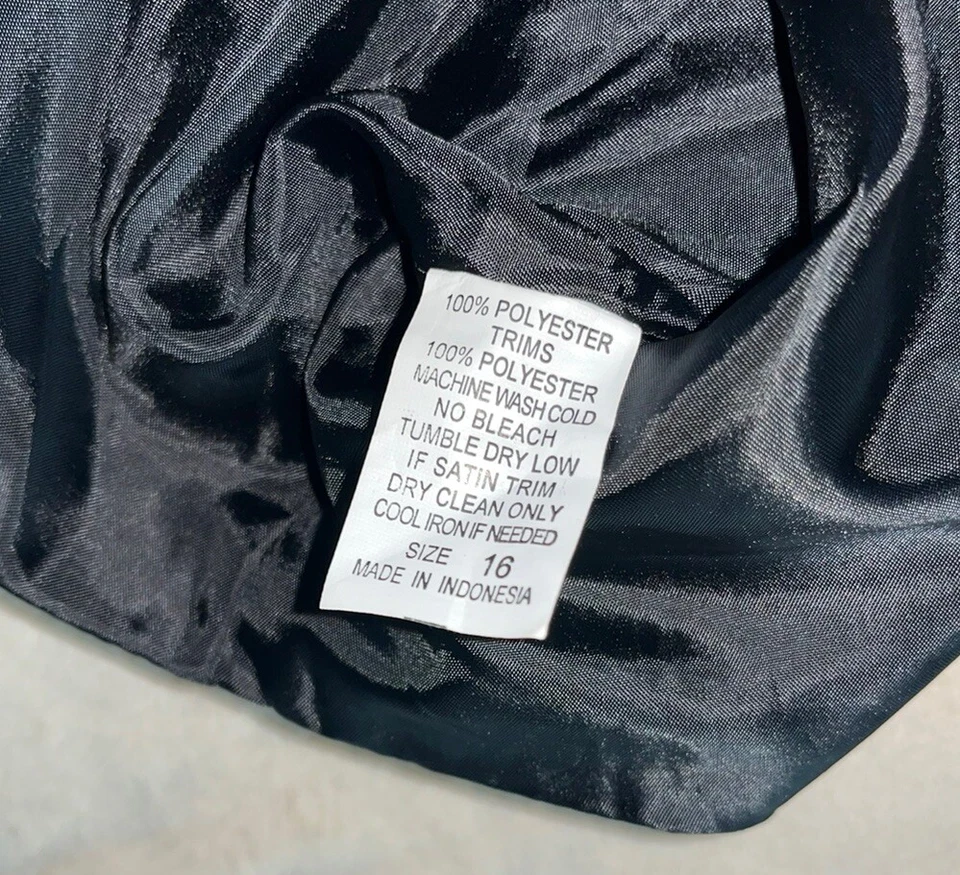 100% POLYESTER
TRIMS
100% POLYESTER
MACHINE WASH COLD
NO BLEACH
TUMBLE DRY LOW
IF SATIN TRIM
DRY CLEAN ONLY
COOL IRON IF NEEDED
SIZE 16
MADE IN INDONESIA